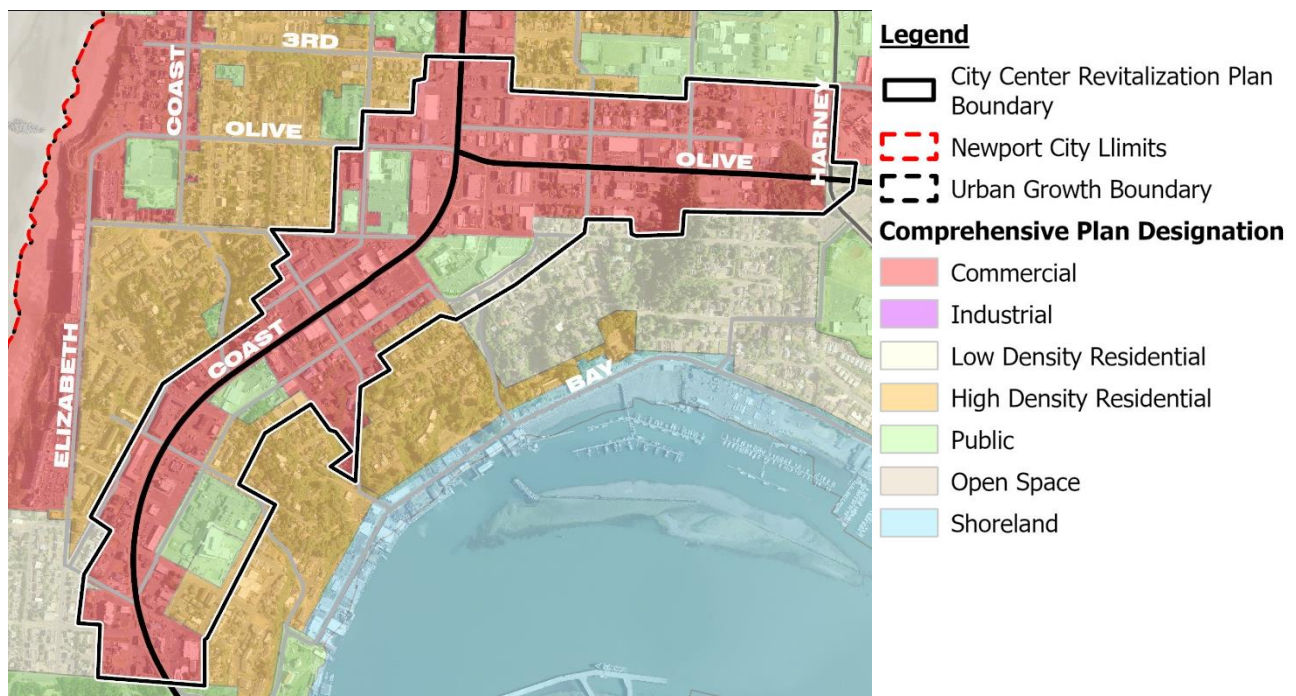 3RD
COAST
OLIVE
OLIVE
HARNEY
COAST
ELIZABETH
BAY
Legend
City Center Revitalization Plan
Boundary
Newport City Llimits
Urban Growth Boundary
Comprehensive Plan Designation
Commercial
Industrial
Low Density Residential
High Density Residential
Public
Open Space
Shoreland